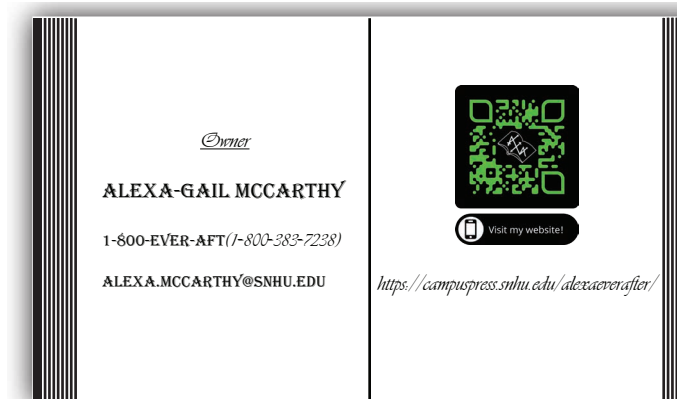 Owner
ALEXA-GAIL MCCARTHY
1-800-EVER-AFT(1-800-383-7238)
ALEXA.MCCARTHY@SNHU.EDU
Visit my website!
https://campuspress.snhu.edu/alexaeverafter/